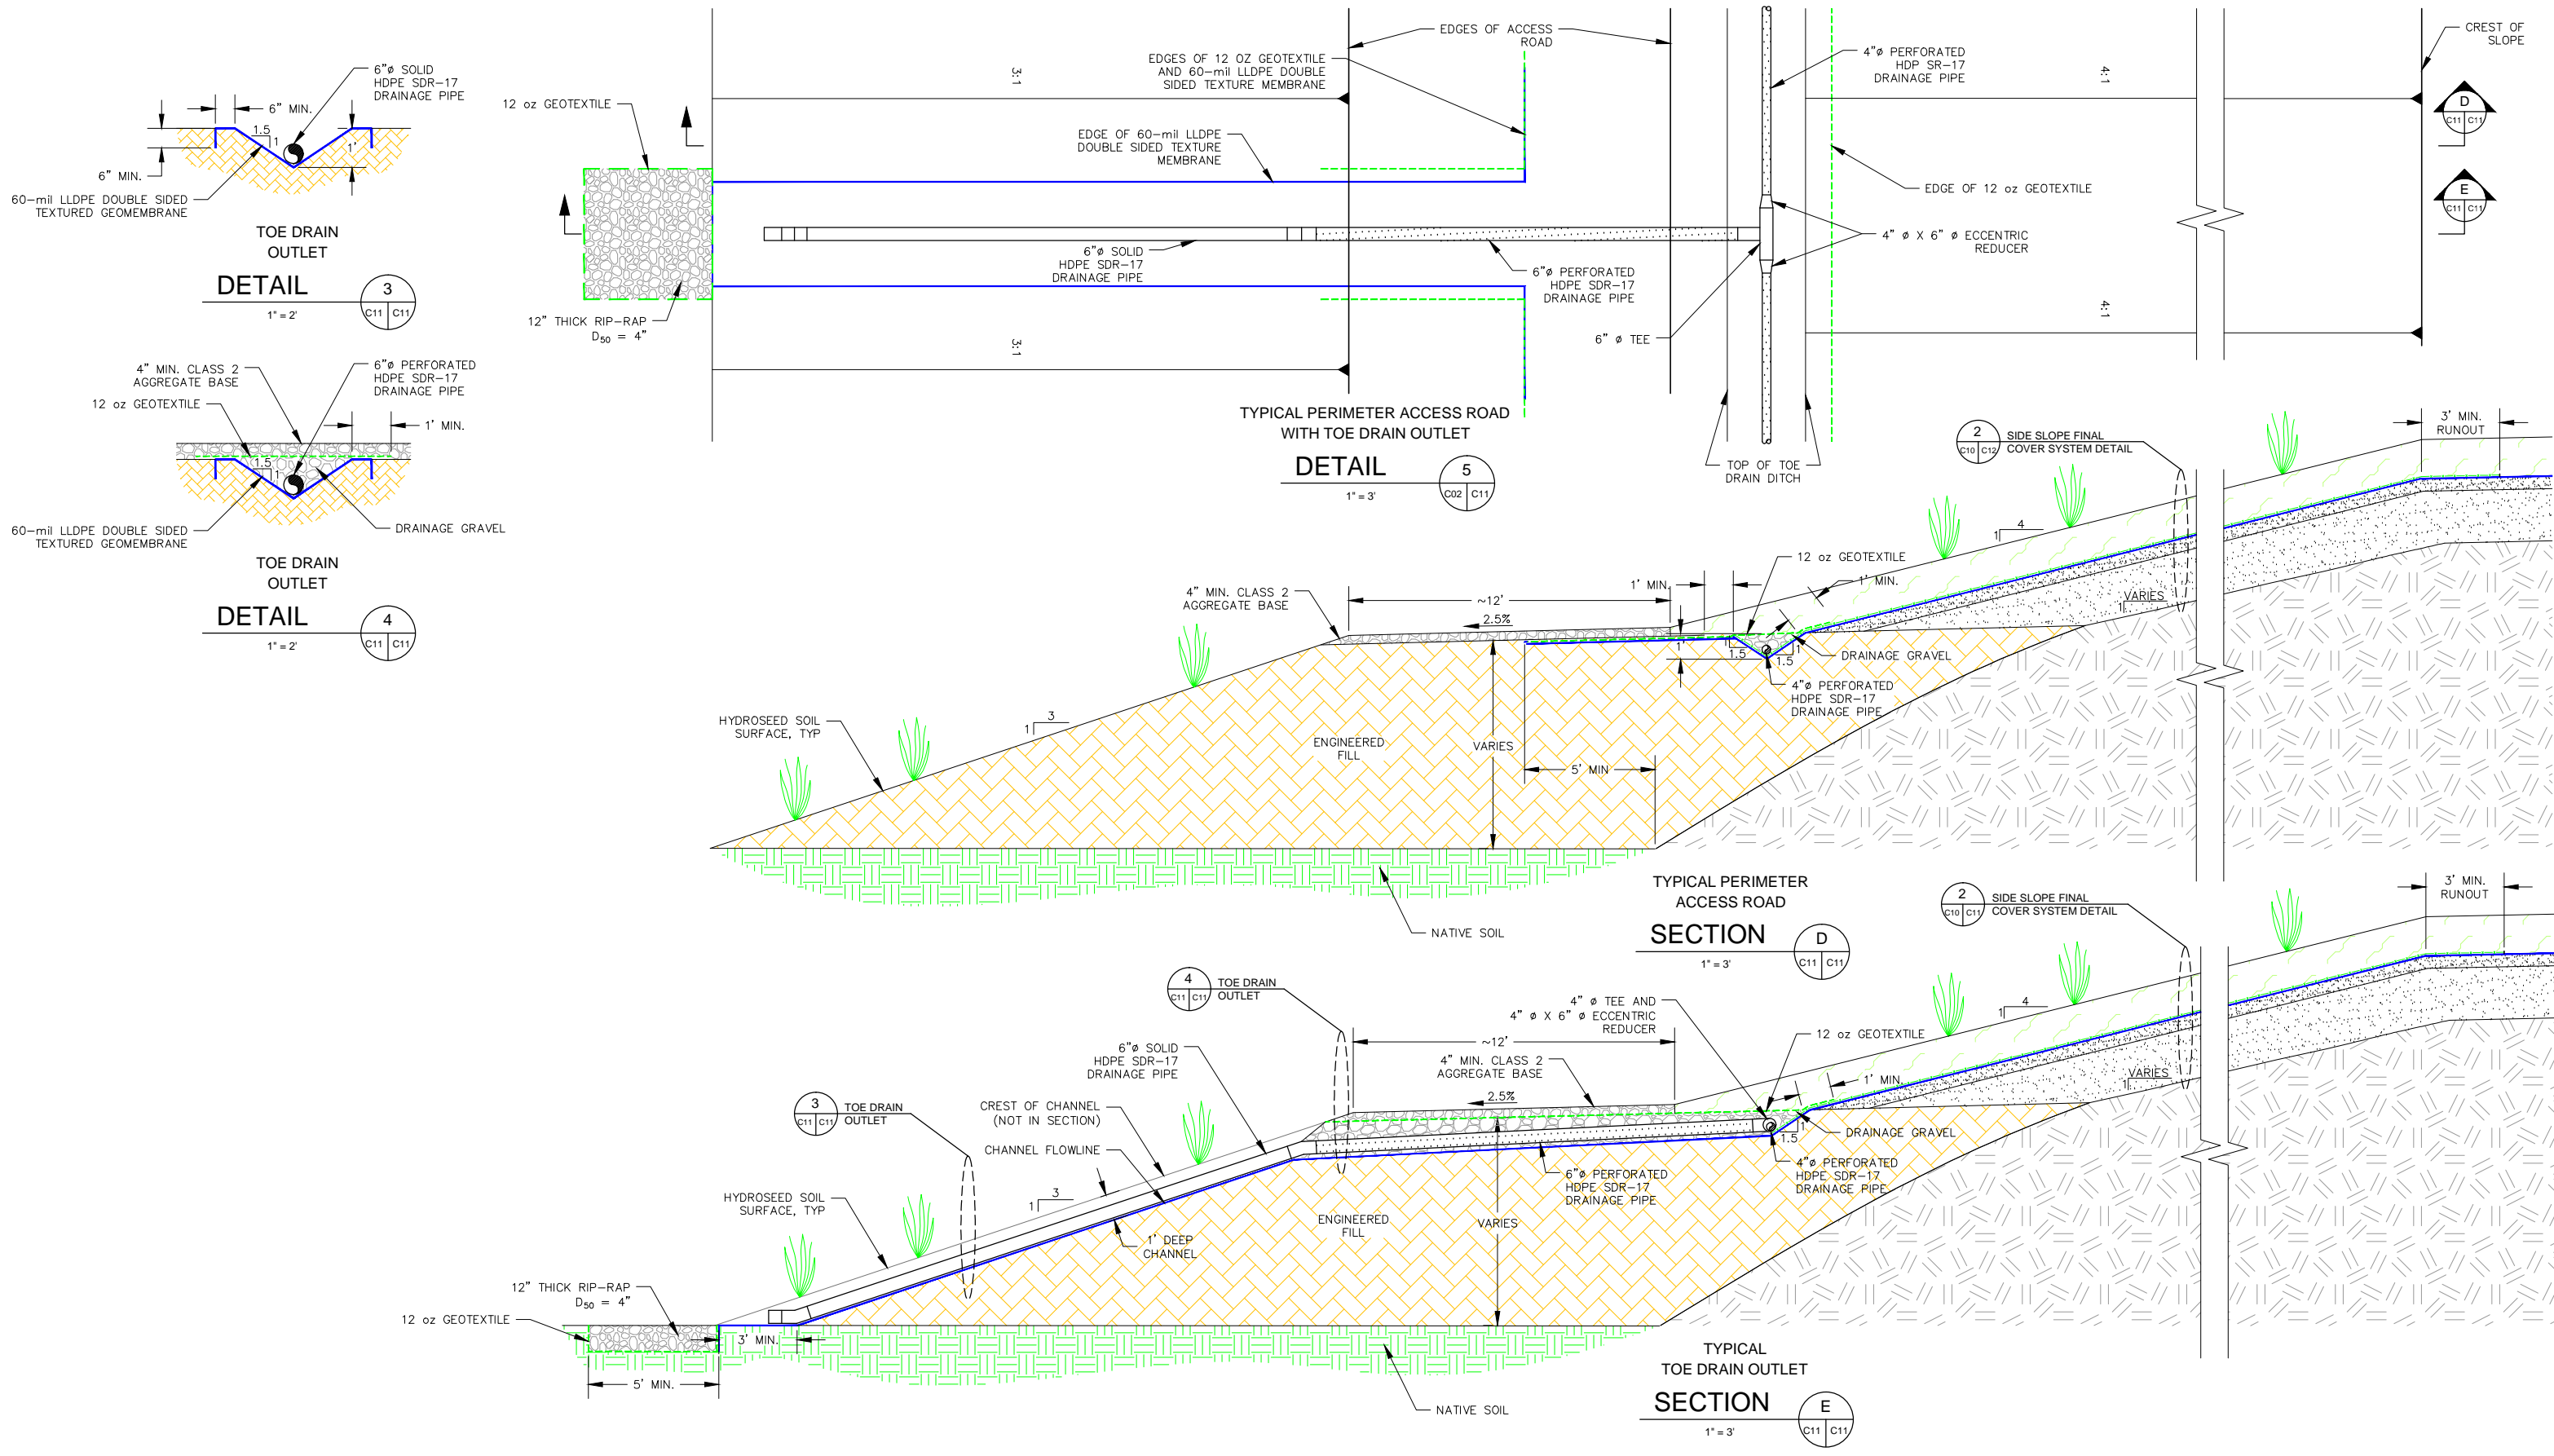 6"ø SOLID
HDPE SDR-17
DRAINAGE PIPE
6" MIN.
1.5
1
1'
6" MIN.
60-mil LLDPE DOUBLE SIDED
TEXTURED GEOMEMBRANE
TOE DRAIN
OUTLET
DETAIL
3
C11 C11
1" = 2'
4" MIN. CLASS 2
AGGREGATE BASE
6"ø PERFORATED
HDPE SDR-17
DRAINAGE PIPE
12 oz GEOTEXTILE
1' MIN.
1.5
1
60-mil LLDPE DOUBLE SIDED
TEXTURED GEOMEMBRANE
DRAINAGE GRAVEL
TOE DRAIN
OUTLET
DETAIL
4
C11 C11
1" = 2'
EDGES OF ACCESS
ROAD
EDGES OF 12 OZ GEOTEXTILE
AND 60-mil LLDPE DOUBLE
SIDED TEXTURE MEMBRANE
3:1
12 oz GEOTEXTILE
EDGE OF 60-mil LLDPE
DOUBLE SIDED TEXTURE
MEMBRANE
4"ø PERFORATED
HDP SR-17
DRAINAGE PIPE
4:1
CREST OF
SLOPE
D
C11 C11
E
C11 C11
EDGE OF 12 oz GEOTEXTILE
4" ø X 6" ø ECCENTRIC
REDUCER
6"ø SOLID
HDPE SDR-17
DRAINAGE PIPE
6"ø PERFORATED
HDPE SDR-17
DRAINAGE PIPE
12" THICK RIP-RAP
D50 = 4"
3:1
6" ø TEE
4:1
TOP OF TOE
DRAIN DITCH
TYPICAL PERIMETER ACCESS ROAD
WITH TOE DRAIN OUTLET
DETAIL
5
C02 C11
1" = 3'
2
C10 C12
SIDE SLOPE FINAL
COVER SYSTEM DETAIL
3' MIN.
RUNOUT
4
1
12 oz GEOTEXTILE
1' MIN.
1' MIN.
4" MIN. CLASS 2
AGGREGATE BASE
~12'
2.5%
VARIES
1
1'
1
1.5
1
1.5
DRAINAGE GRAVEL
4"ø PERFORATED
HDPE SDR-17
DRAINAGE PIPE
3
1
HYDROSEED SOIL
SURFACE, TYP
ENGINEERED
FILL
VARIES
5' MIN
NATIVE SOIL
TYPICAL PERIMETER
ACCESS ROAD
SECTION
D
C11 C11
1" = 3'
2
C10 C11
SIDE SLOPE FINAL
COVER SYSTEM DETAIL
3' MIN.
RUNOUT
4
1
4
C11 C11
TOE DRAIN
OUTLET
4" ø TEE AND
4" ø X 6" ø ECCENTRIC
REDUCER
12 oz GEOTEXTILE
6"ø SOLID
HDPE SDR-17
DRAINAGE PIPE
~12'
4" MIN. CLASS 2
AGGREGATE BASE
1' MIN.
VARIES
1
2.5%
3
C11 C11
TOE DRAIN
OUTLET
CREST OF CHANNEL
(NOT IN SECTION)
CHANNEL FLOWLINE
1
1.5
DRAINAGE GRAVEL
4"ø PERFORATED
HDPE SDR-17
DRAINAGE PIPE
6"ø PERFORATED
HDPE SDR-17
DRAINAGE PIPE
3
1
HYDROSEED SOIL
SURFACE, TYP
ENGINEERED
FILL
VARIES
1' DEEP
CHANNEL
12" THICK RIP-RAP
D50 = 4"
12 oz GEOTEXTILE
3' MIN.
5' MIN.
NATIVE SOIL
TYPICAL
TOE DRAIN OUTLET
SECTION
E
C11 C11
1" = 3'